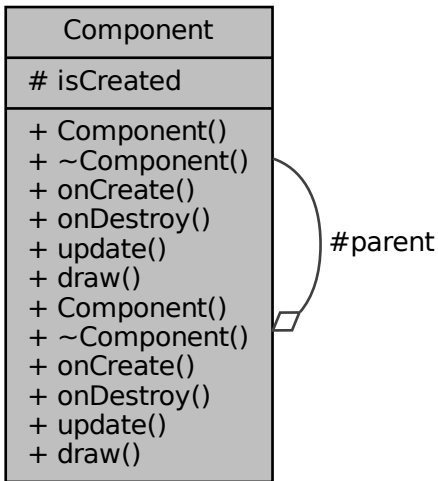 Component
# isCreated
+ Component()
+ ~Component()
+ onCreate()
+ onDestroy()
+ update()
+ draw()
+ Component()
+ ~Component()
+ onCreate()
+ onDestroy()
+ update()
+ draw()
#parent